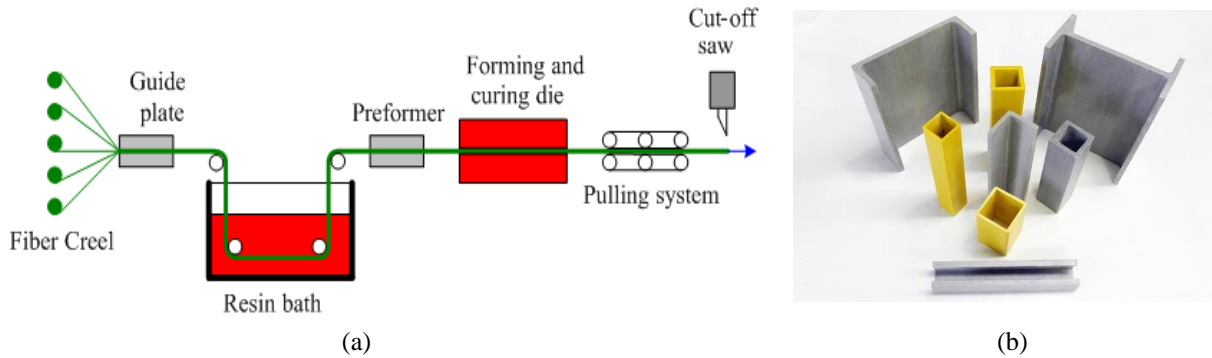 Cut-off
saw
Guide
plate
Forming and
curing die
Preformer
Pulling system
Fiber Creel
Resin bath
(a)
(b)